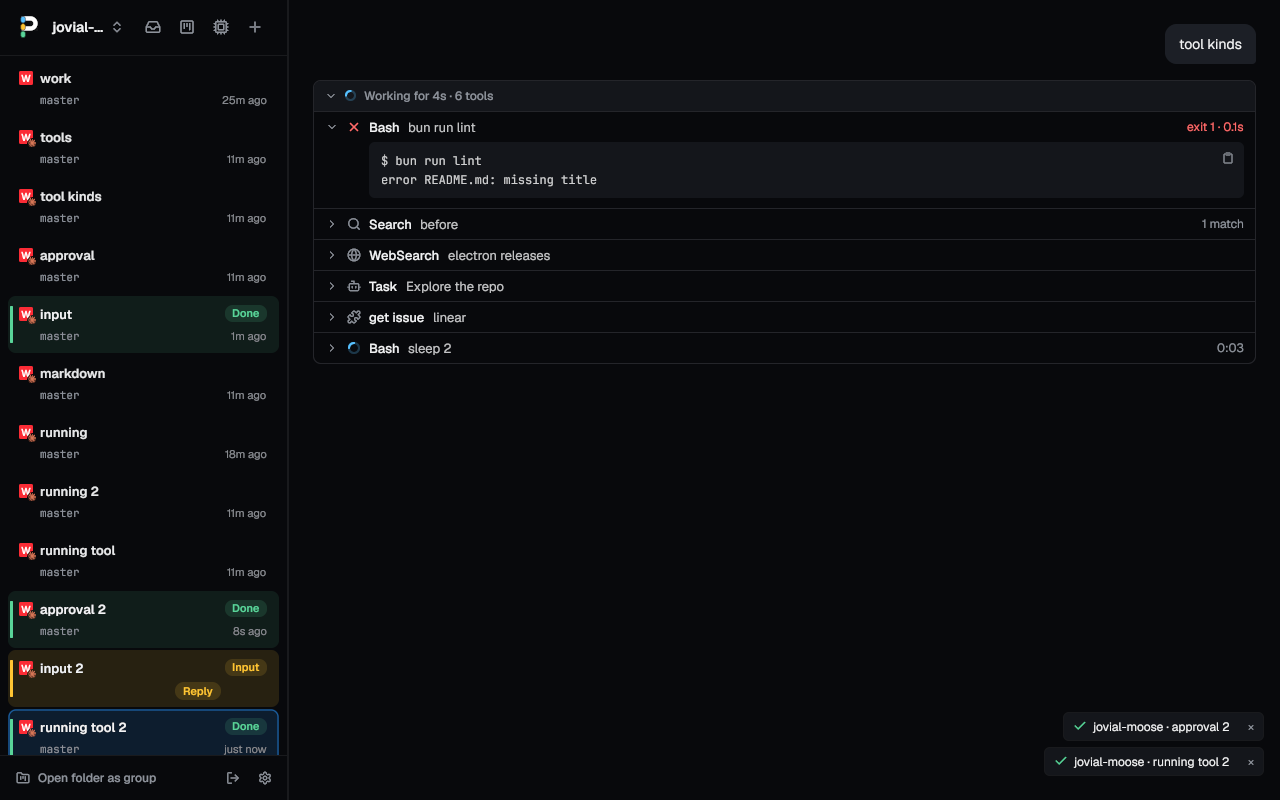 jovial-...
W work
master 25m ago
W tools
master 11m ago
W tool kinds
master 11m ago
W approval
master 11m ago
W input Done
master 1m ago
W markdown
master 11m ago
W running
master 18m ago
W running 2
master 11m ago
W running tool
master 11m ago
W approval 2 Done
master 8s ago
W input 2 Input
Reply
W running tool 2 Done
master just now
Open folder as group
tool kinds
Working for 4s · 6 tools
Bash bun run lint exit 1 · 0.1s
$ bun run lint
error README.md: missing title
Search before 1 match
WebSearch electron releases
Task Explore the repo
get issue linear
Bash sleep 2 0:03
jovial-moose · approval 2 ×
jovial-moose · running tool 2 ×